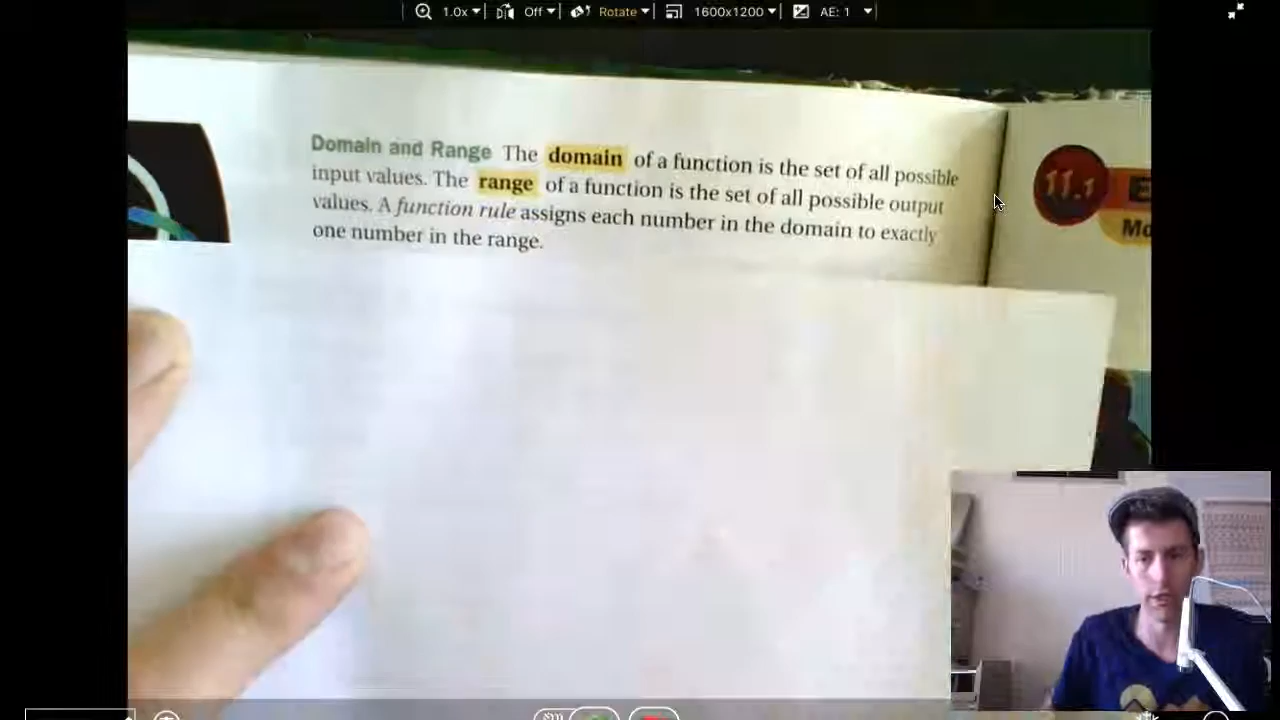 1.0x Off Rotate 1600x1200 AE: 1
Domain and Range The domain of a function is the set of all possible
input values. The range of a function is the set of all possible output
values. A function rule assigns each number in the domain to exactly
one number in the range.
11.1